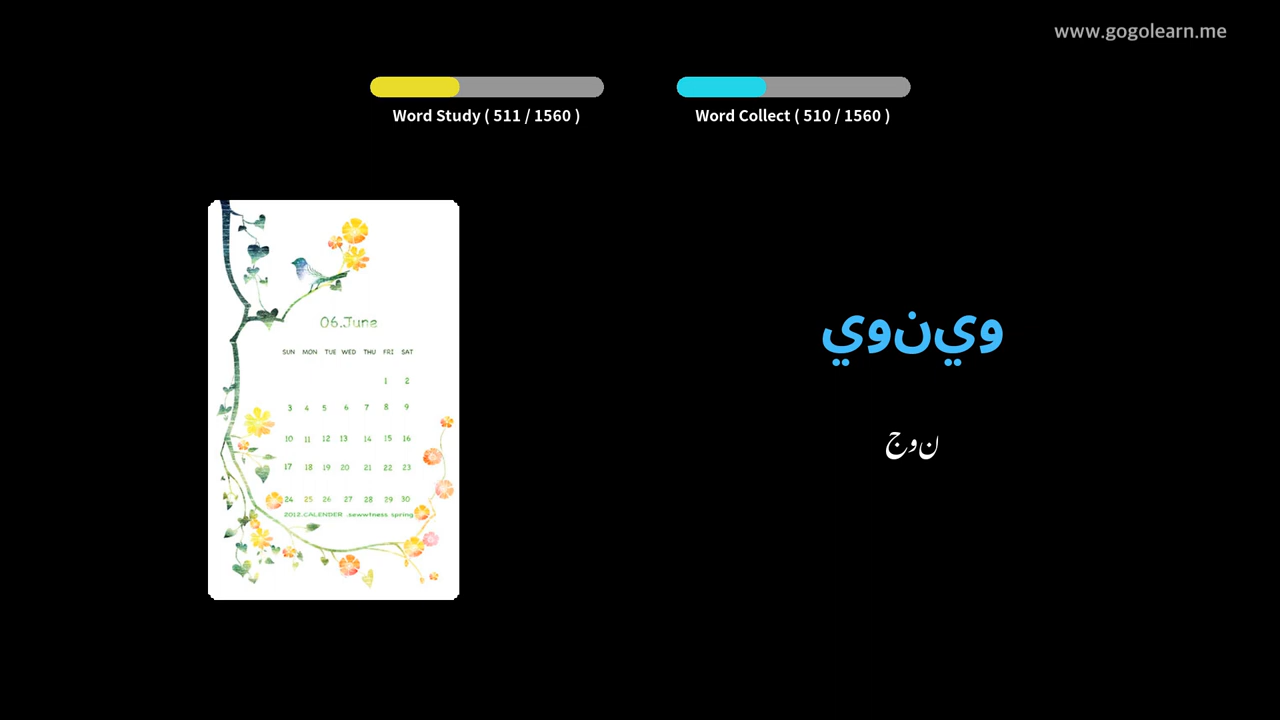 www.gogolearn.me
Word Study ( 511 / 1560 )
Word Collect ( 510 / 1560 )
06.June
SUN MON TUE WED THU FRI SAT
1 2
3 4 5 6 7 8 9
10 11 12 13 14 15 16
17 18 19 20 21 22 23
24 25 26 27 28 29 30
2012.CALENDER .sewwtness spring
يونيو
جون